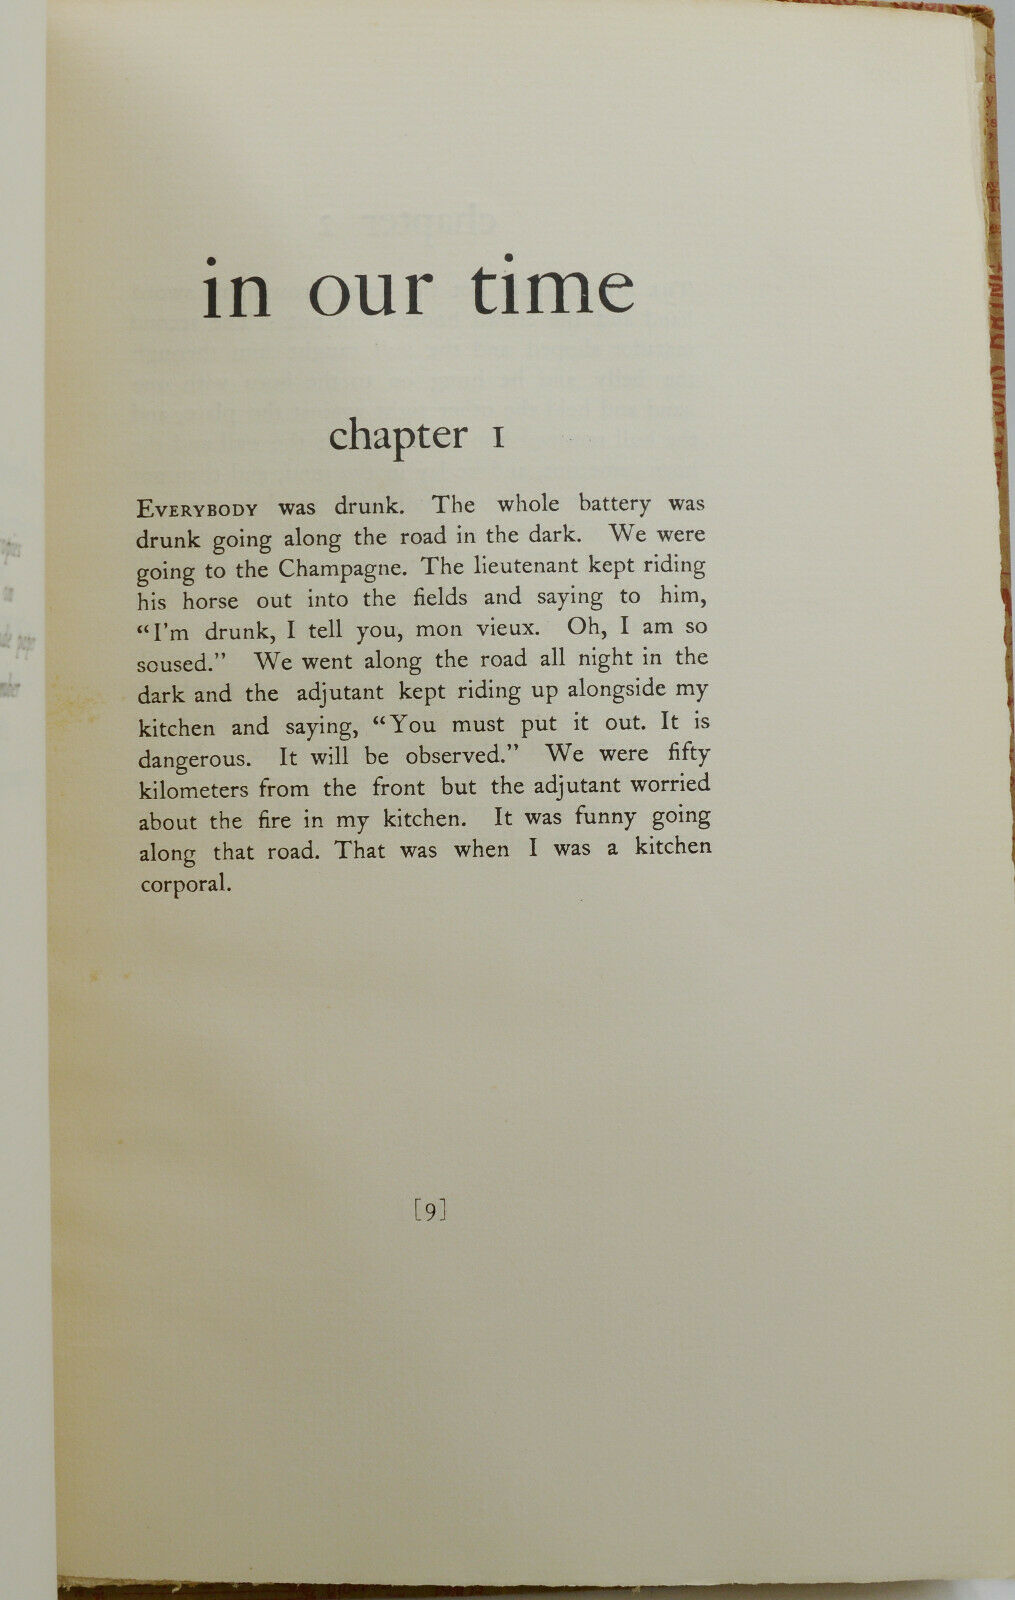 in our time
chapter 1
EVERYBODY was drunk. The whole battery was
drunk going along the road in the dark. We were
going to the Champagne. The lieutenant kept riding
his horse out into the fields and saying to him,
“I'm drunk, I tell you, mon vieux. Oh, I am so
soused.” We went along the road all night in the
dark and the adjutant kept riding up alongside my
kitchen and saying, “You must put it out. It is
dangerous. It will be observed.” We were fifty
kilometers from the front but the adjutant worried
about the fire in my kitchen. It was funny going
along that road. That was when I was a kitchen
corporal.
[9]